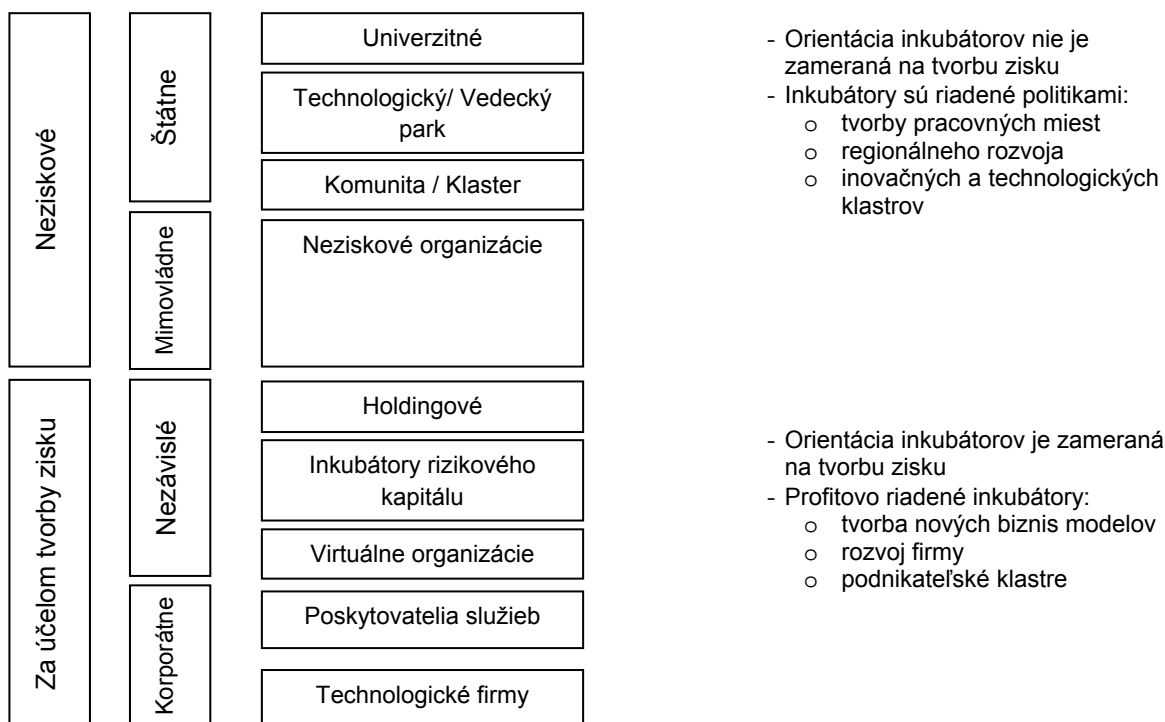 Neziskové
Štátne
Univerzitné
Technologický/ Vedecký
park
Komunita / Klaster
Mimovládne
Neziskové organizácie
- Orientácia inkubátorov nie je
zameraná na tvorbu zisku
- Inkubátory sú riadené politikami:
o tvorby pracovných miest
o regionálneho rozvoja
o inovačných a technologických
klastrov
Za účelom tvorby zisku
Nezávislé
Holdingové
Inkubátory rizikového
kapitálu
Virtuálne organizácie
Korporátne
Poskytovatelia služieb
Technologické firmy
- Orientácia inkubátorov je zameraná
na tvorbu zisku
- Profitovo riadené inkubátory:
o tvorba nových biznis modelov
o rozvoj firmy
o podnikateľské klastre